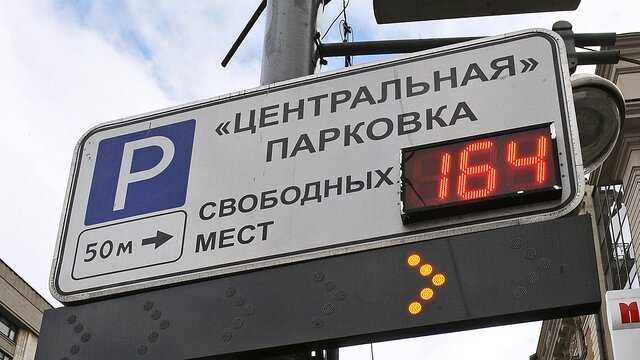 «ЦЕНТРАЛЬНАЯ»
ПАРКОВКА
P
СВОБОДНЫХ 164
МЕСТ
50м →